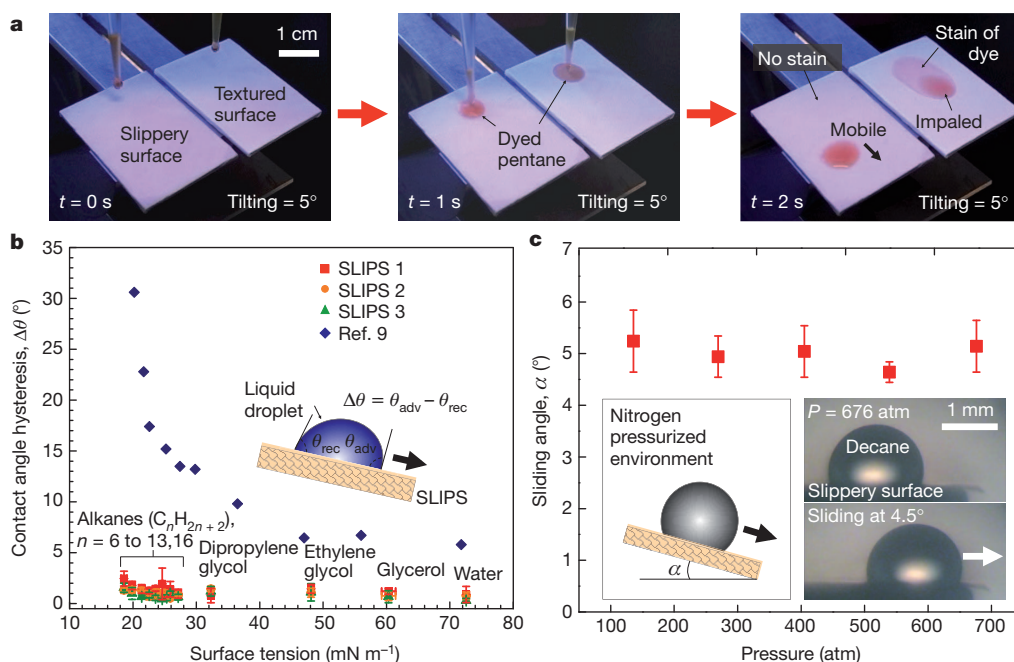 a
1 cm
Slippery
surface
Textured
surface
t = 0 s
Tilting = 5°
Dyed
pentane
t = 1 s
Tilting = 5°
No stain
Stain of
dye
Mobile
Impaled
t = 2 s
Tilting = 5°
b
Contact angle hysteresis, Δθ (°)
35
30
25
20
15
10
5
0
SLIPS 1
SLIPS 2
SLIPS 3
Ref. 9
Liquid
droplet
Δθ = θadv – θrec
θrec
θadv
SLIPS
Alkanes (CnH2n + 2),
n = 6 to 13,16
Dipropylene
glycol
Ethylene
glycol
Glycerol
Water
10
20
30
40
50
60
70
80
Surface tension (mN m⁻¹)
c
Sliding angle, α (°)
7
6
5
4
3
2
1
0
Nitrogen
pressurized
environment
α
P = 676 atm
1 mm
Decane
Slippery surface
Sliding at 4.5°
100
200
300
400
500
600
700
Pressure (atm)